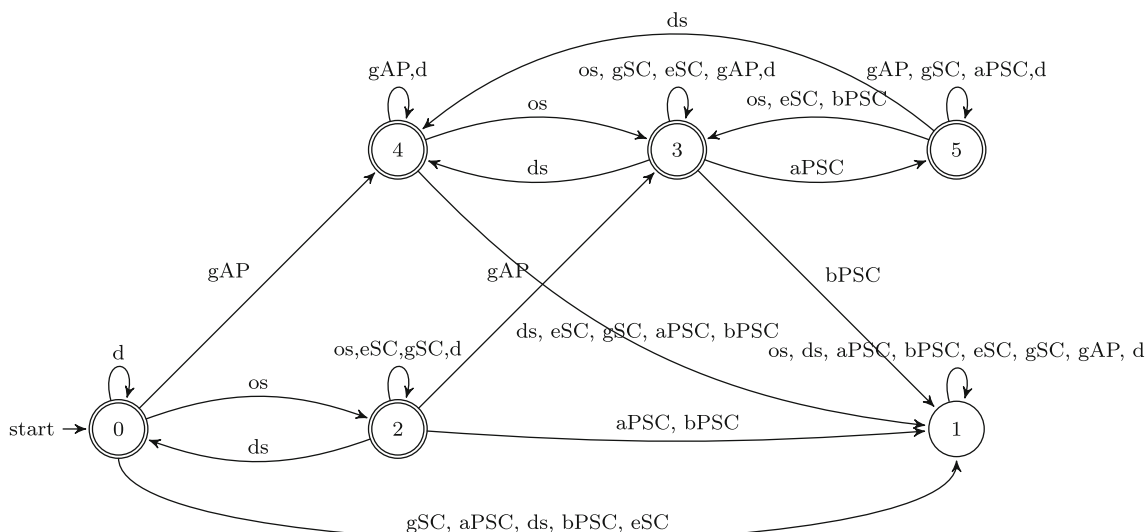 ds
gAP,d
os, gSC, eSC, gAP,d
gAP, gSC, aPSC,d
os
os, eSC, bPSC
4
3
5
ds
aPSC
gAP
gAP
bPSC
ds, eSC, gSC, aPSC, bPSC
d
os,eSC,gSC,d
os, ds, aPSC, bPSC, eSC, gSC, gAP, d
os
start
0
2
aPSC, bPSC
1
ds
gSC, aPSC, ds, bPSC, eSC